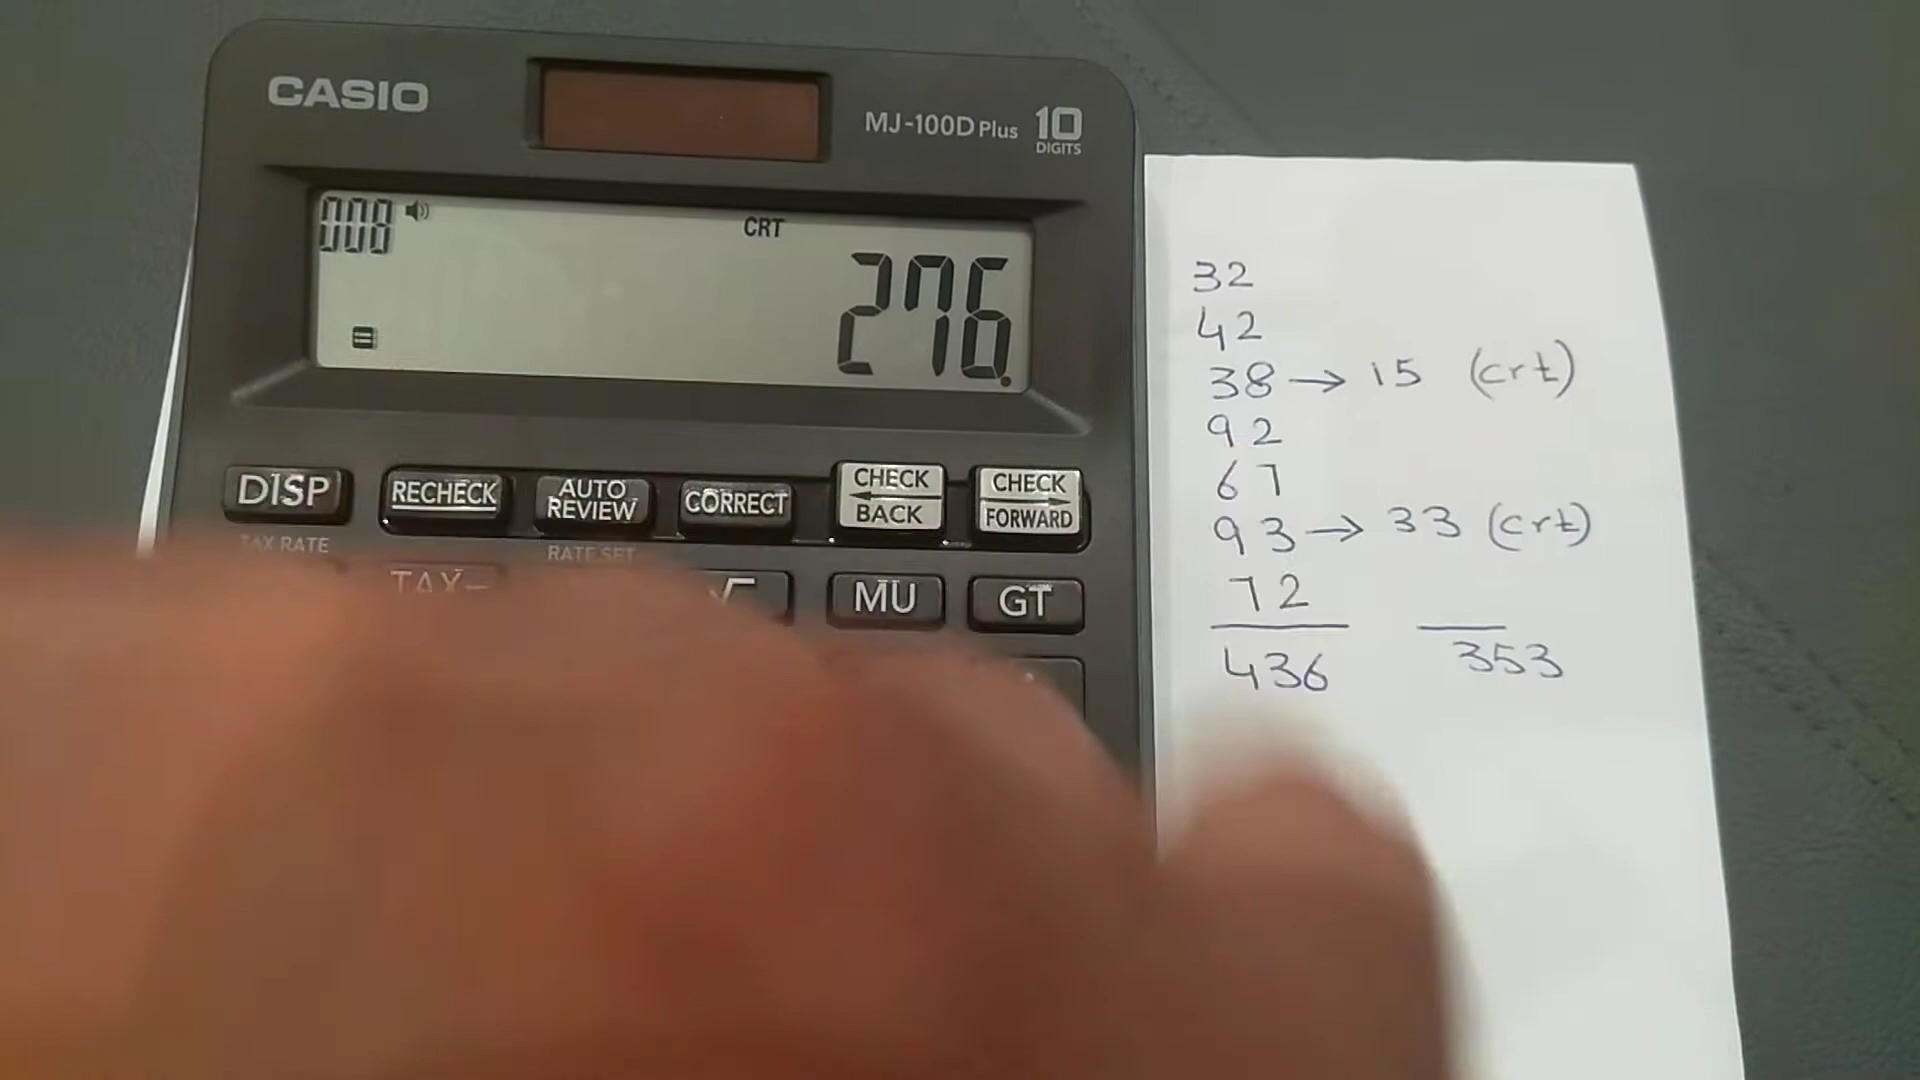 CASIO
MJ-100D Plus 10 DIGITS
008
CRT
276.
DISP RECHECK AUTO REVIEW CORRECT CHECK BACK CHECK FORWARD
TAX RATE RATE SET
TAX- √ MU GT
32
42
38 → 15 (crt)
92
67
93 → 33 (crt)
72
436 353